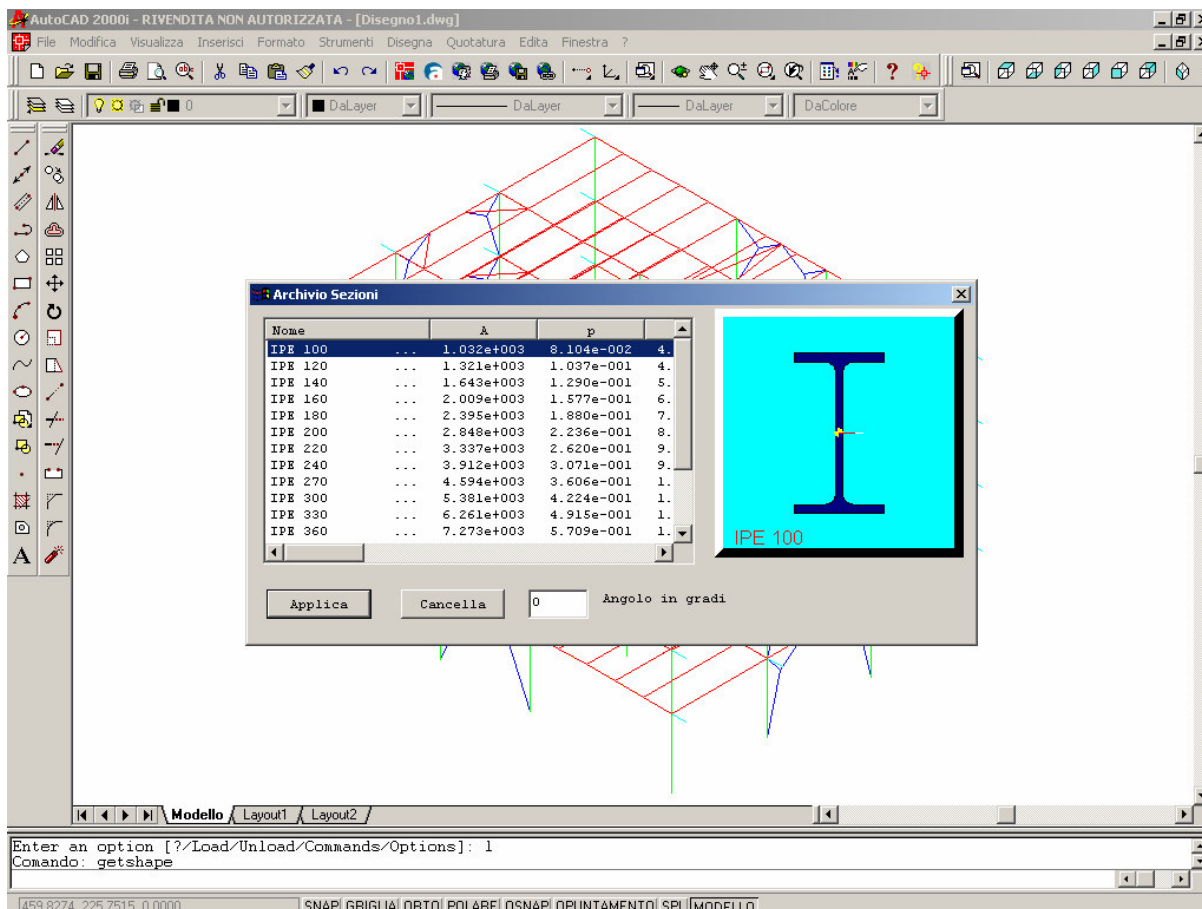 AutoCAD 2000i - RIVENDITA NON AUTORIZZATA - [Disegno1.dwg]
File Modifica Visualizza Inserisci Formato Strumenti Disegna Quotatura Edita Finestra ?
0 DaLayer DaLayer DaLayer DaColore
Archivio Sezioni
Nome A p
IPE 100 ... 1.032e+003 8.104e-002 4.
IPE 120 ... 1.321e+003 1.037e-001 4.
IPE 140 ... 1.643e+003 1.290e-001 5.
IPE 160 ... 2.009e+003 1.577e-001 6.
IPE 180 ... 2.395e+003 1.880e-001 7.
IPE 200 ... 2.848e+003 2.236e-001 8.
IPE 220 ... 3.337e+003 2.620e-001 9.
IPE 240 ... 3.912e+003 3.071e-001 9.
IPE 270 ... 4.594e+003 3.606e-001 1.
IPE 300 ... 5.381e+003 4.224e-001 1.
IPE 330 ... 6.261e+003 4.915e-001 1.
IPE 360 ... 7.273e+003 5.709e-001 1.
IPE 100
Applica Cancella 0 Angolo in gradi
A
Modello Layout1 Layout2
Enter an option [?/Load/Unload/Commands/Options]: l
Comando: getshape
459.8274, 225.7515, 0.0000 SNAP GRIGLIA ORTO POLARE OSNAP OPUNTAMENTO SPL MODELLO